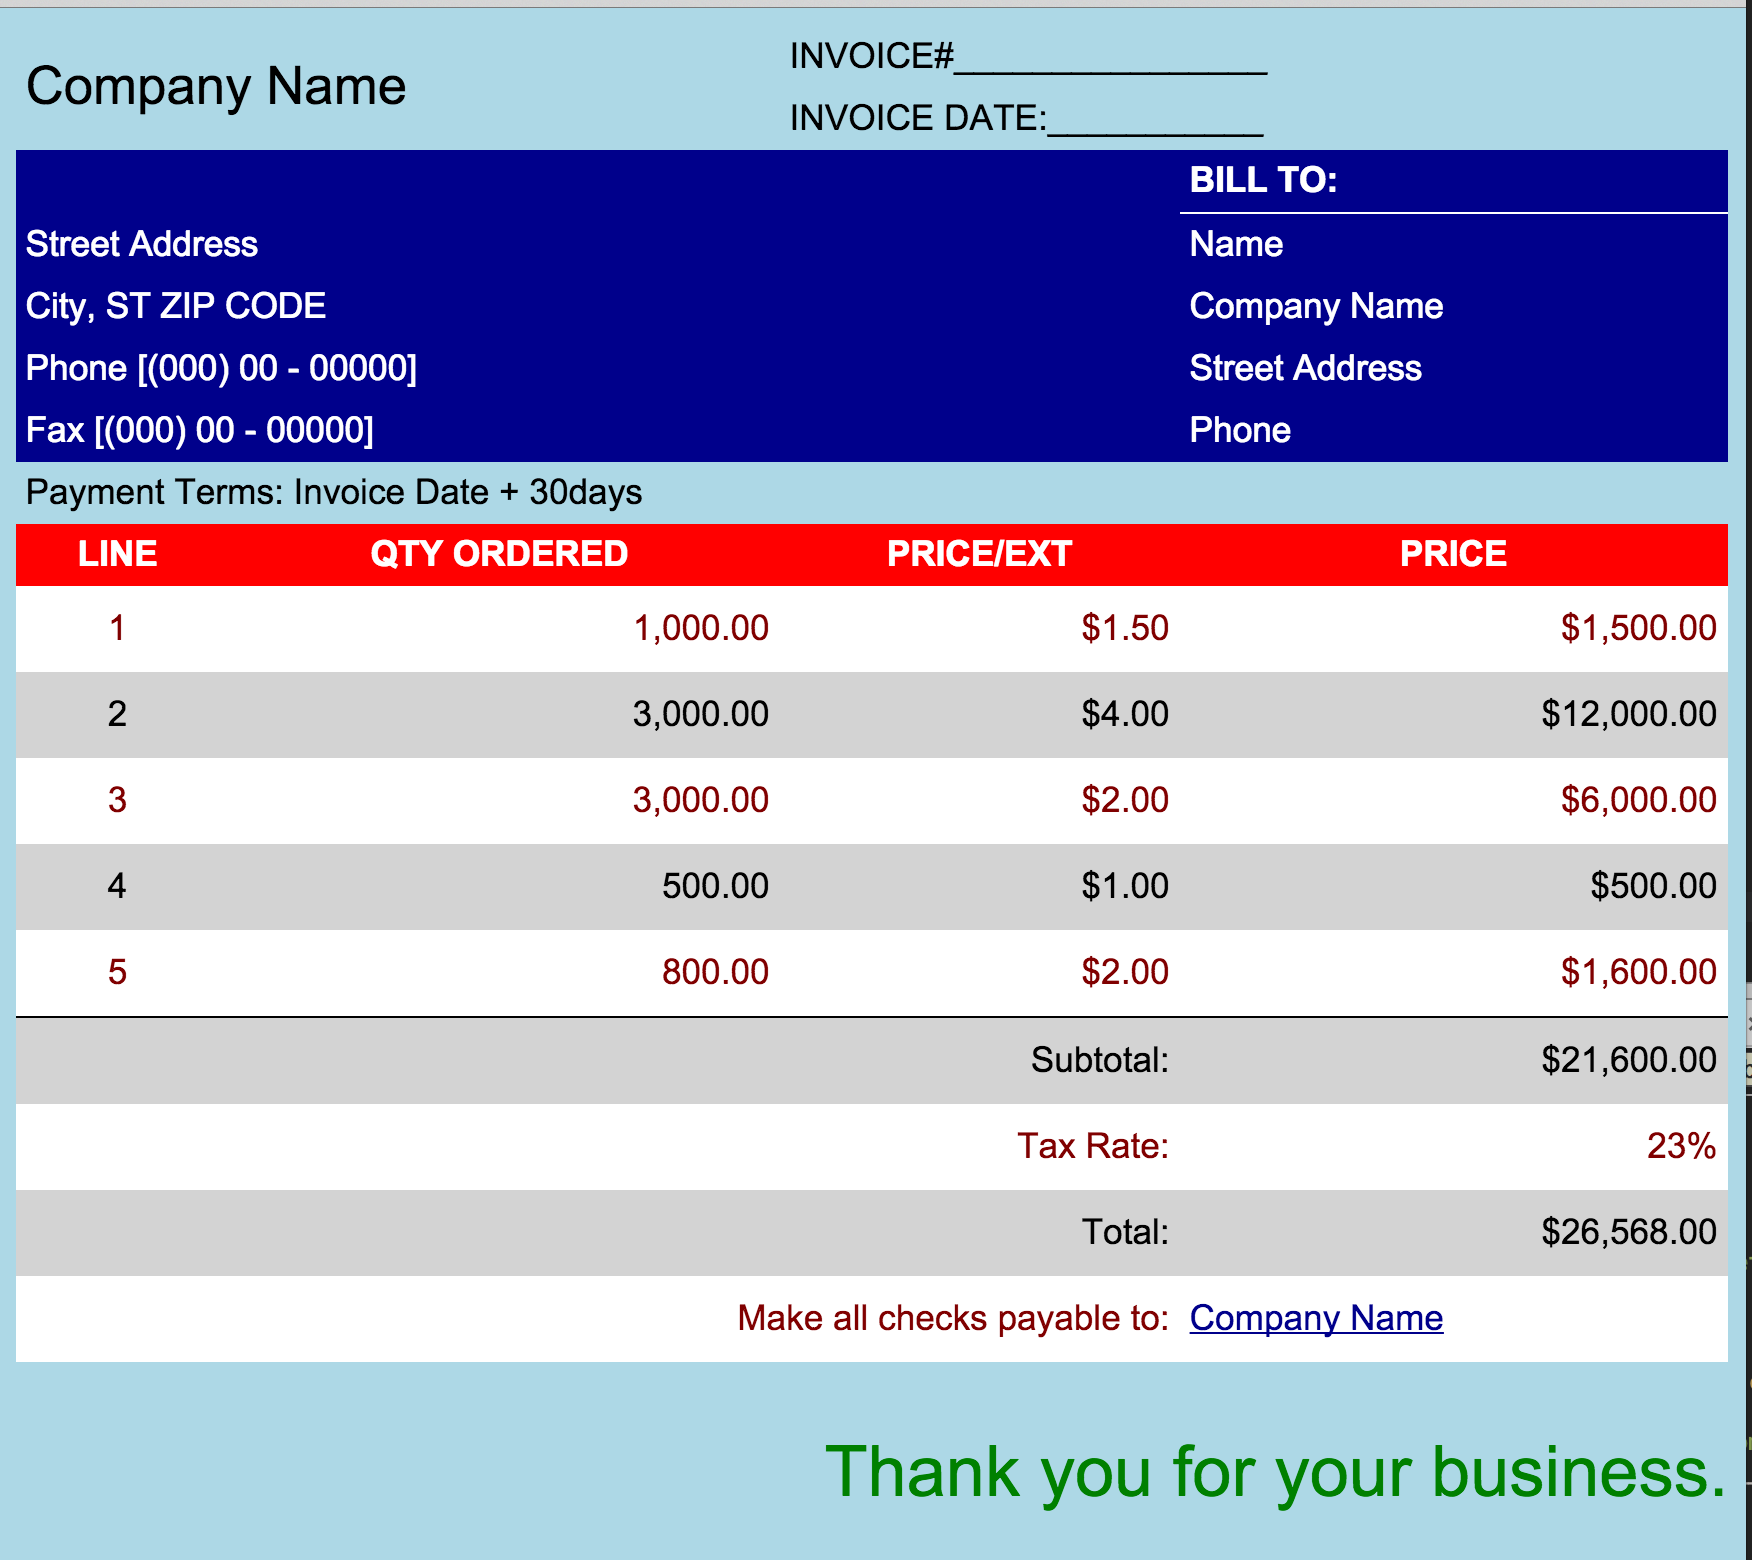 Company Name
INVOICE#________________
INVOICE DATE:___________
BILL TO:
Street Address Name
City, ST ZIP CODE Company Name
Phone [(000) 00 - 00000] Street Address
Fax [(000) 00 - 00000] Phone
Payment Terms: Invoice Date + 30days
LINE QTY ORDERED PRICE/EXT PRICE
1 1,000.00 $1.50 $1,500.00
2 3,000.00 $4.00 $12,000.00
3 3,000.00 $2.00 $6,000.00
4 500.00 $1.00 $500.00
5 800.00 $2.00 $1,600.00
Subtotal: $21,600.00
Tax Rate: 23%
Total: $26,568.00
Make all checks payable to: Company Name
Thank you for your business.